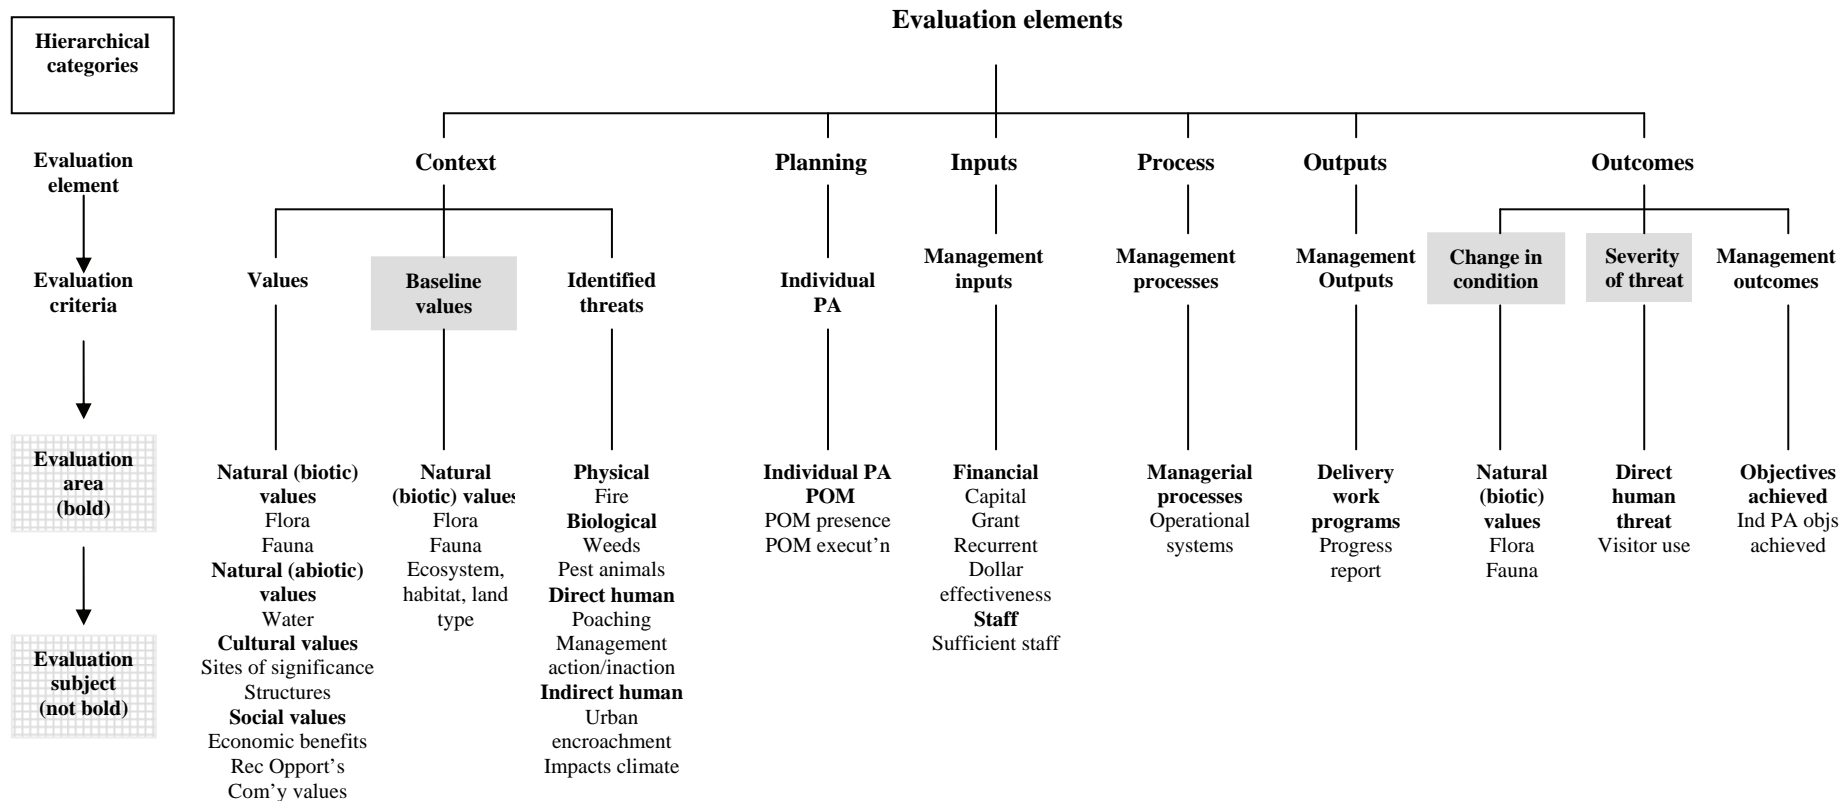 Evaluation elements
Hierarchical
categories
Evaluation
element
Context
Planning
Inputs
Process
Outputs
Outcomes
Evaluation
criteria
Values
Baseline
values
Identified
threats
Individual
PA
Management
inputs
Management
processes
Management
Outputs
Change in
condition
Severity
of threat
Management
outcomes
Evaluation
area
(bold)
Evaluation
subject
(not bold)
Natural (biotic)
values
Flora
Fauna
Natural (abiotic)
values
Water
Cultural values
Sites of significance
Structures
Social values
Economic benefits
Rec Opport's
Com'y values
Natural
(biotic) values
Flora
Fauna
Ecosystem,
habitat, land
type
Physical
Fire
Biological
Weeds
Pest animals
Direct human
Poaching
Management
action/inaction
Indirect human
Urban
encroachment
Impacts climate
Individual PA
POM
POM presence
POM execut'n
Financial
Capital
Grant
Recurrent
Dollar
effectiveness
Staff
Sufficient staff
Managerial
processes
Operational
systems
Delivery
work
programs
Progress
report
Natural
(biotic)
values
Flora
Fauna
Direct
human
threat
Visitor use
Objectives
achieved
Ind PA objs
achieved